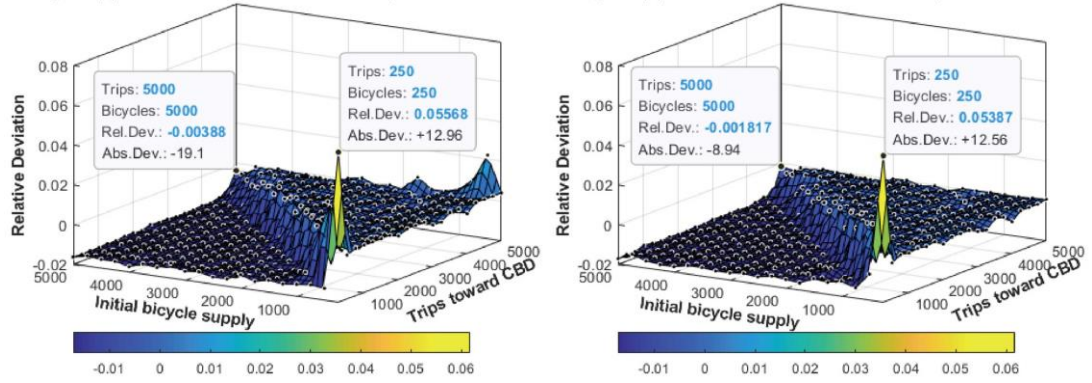 0.08
0.06
0.04
0.02
0
-0.02
Relative Deviation
Trips: 5000
Bicycles: 5000
Rel.Dev.: -0.00388
Abs.Dev.: -19.1
Trips: 250
Bicycles: 250
Rel.Dev.: 0.05568
Abs.Dev.: +12.96
5000
4000
3000
2000
1000
Initial bicycle supply
1000
2000
3000
4000
5000
Trips toward CBD
-0.01 0 0.01 0.02 0.03 0.04 0.05 0.06
0.08
0.06
0.04
0.02
0
-0.02
Relative Deviation
Trips: 5000
Bicycles: 5000
Rel.Dev.: -0.001817
Abs.Dev.: -8.94
Trips: 250
Bicycles: 250
Rel.Dev.: 0.05387
Abs.Dev.: +12.56
5000
4000
3000
2000
1000
Initial bicycle supply
1000
2000
3000
4000
5000
Trips toward CBD
-0.01 0 0.01 0.02 0.03 0.04 0.05 0.06